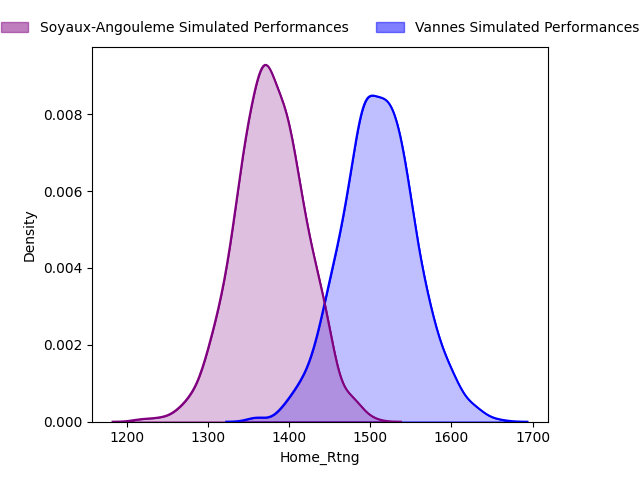 Soyaux-Angouleme Simulated Performances
Vannes Simulated Performances
Density
0.008
0.006
0.004
0.002
0.000
1200 1300 1400 1500 1600 1700
Home_Rtng